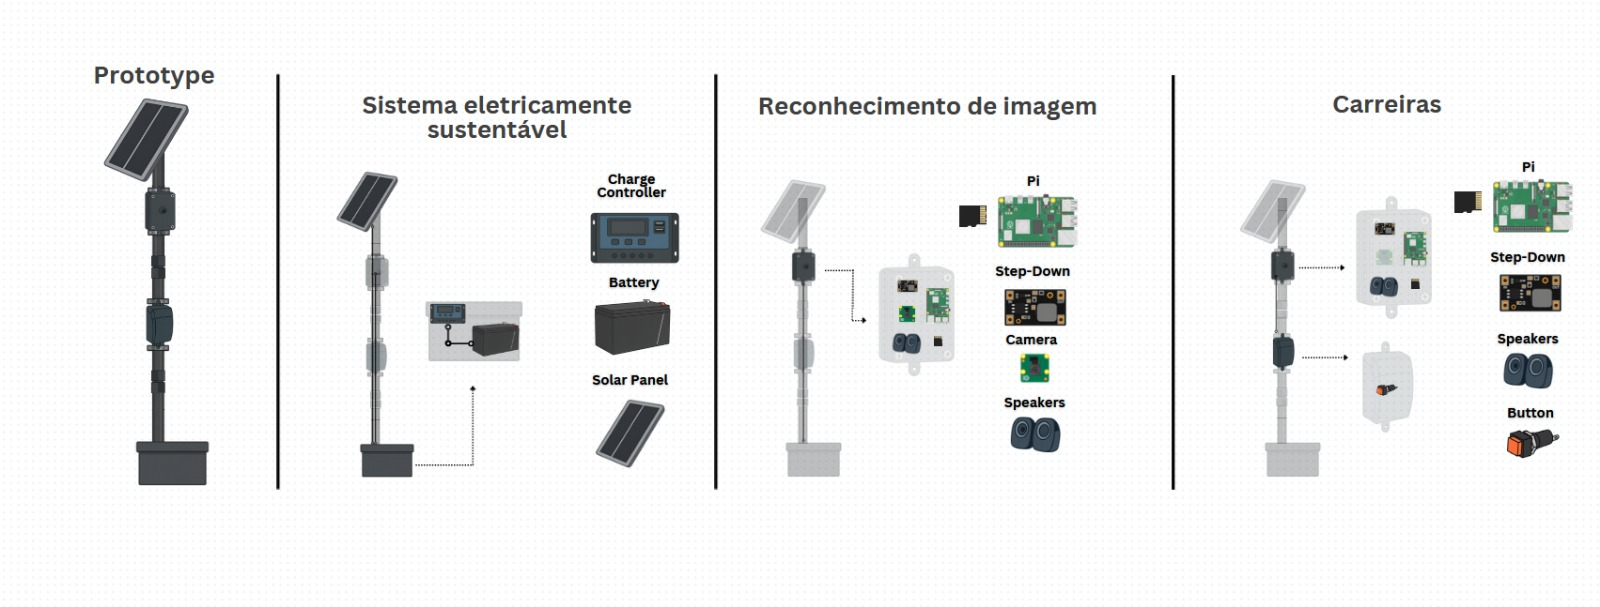 Prototype
Sistema eletricamente
sustentável
Charge
Controller
Battery
Solar Panel
Reconhecimento de imagem
Pi
Step-Down
Camera
Speakers
Carreiras
Pi
Step-Down
Speakers
Button